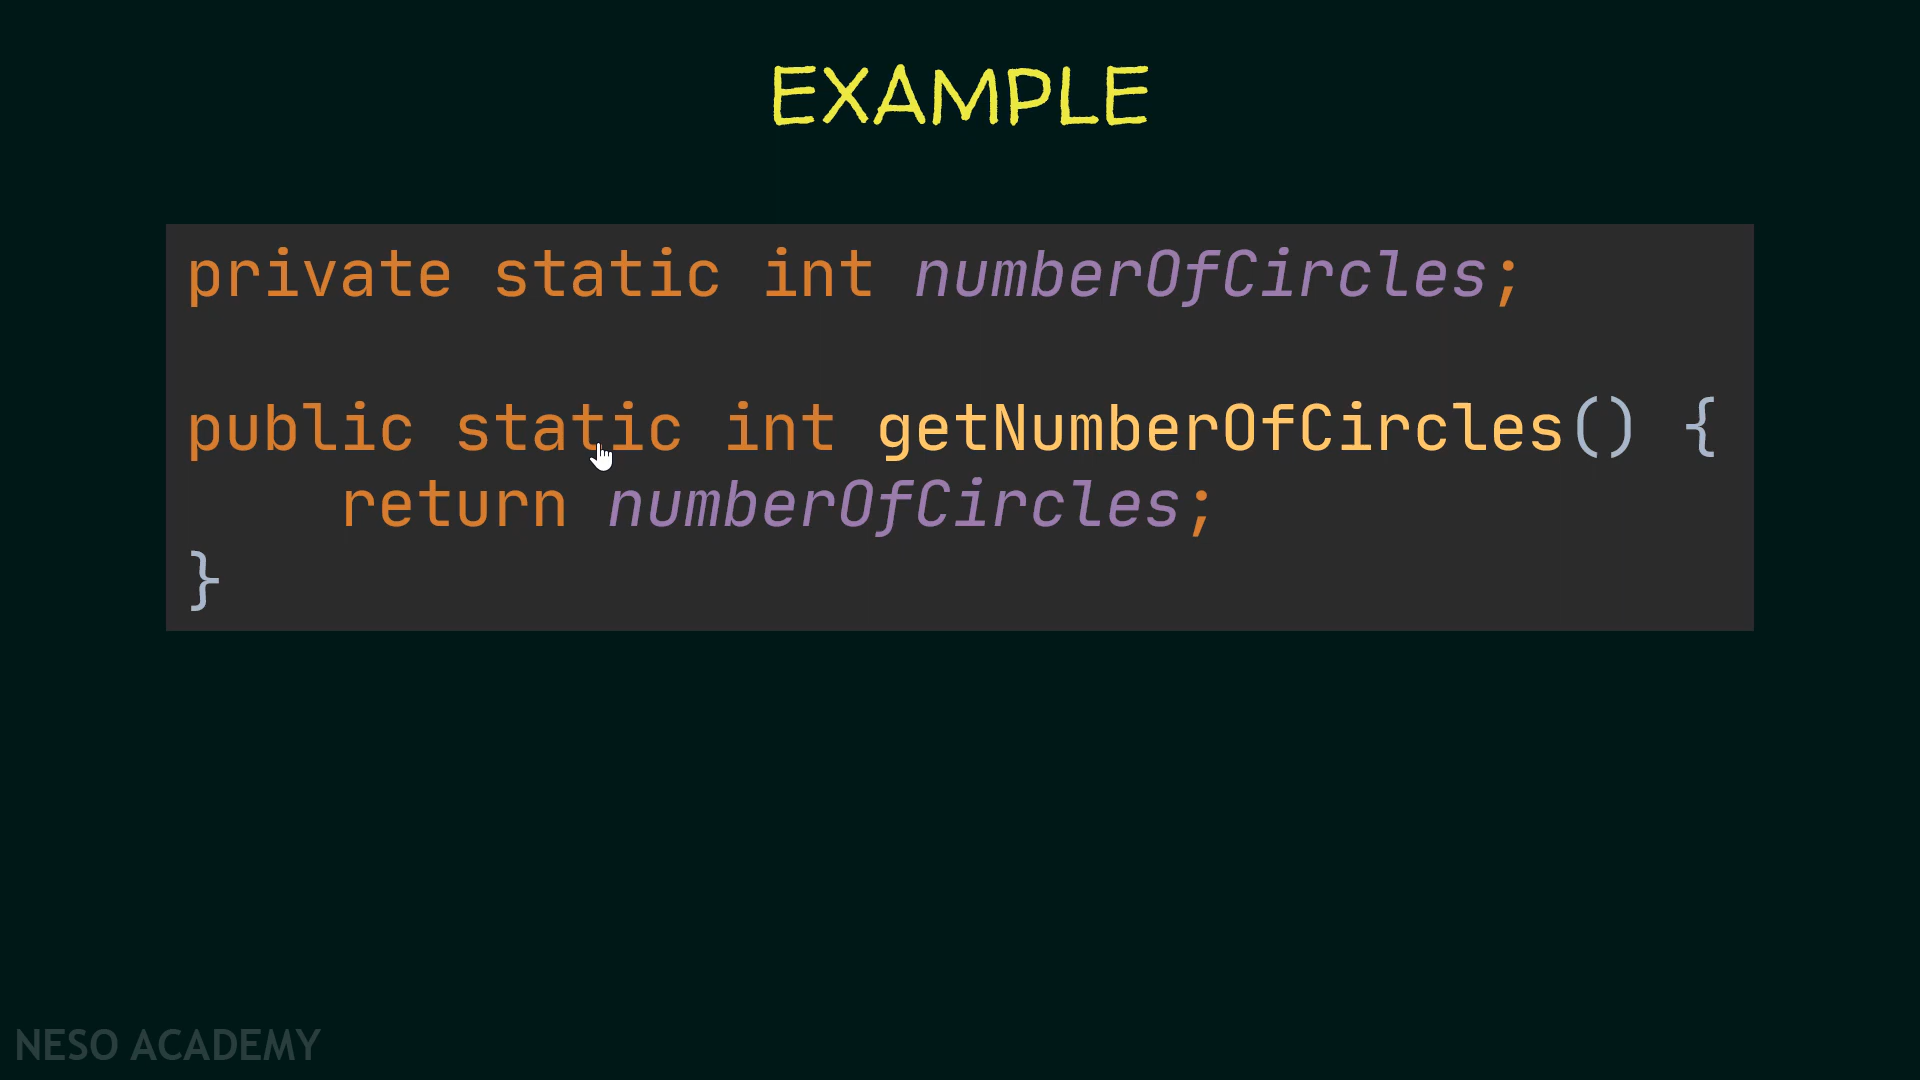 EXAMPLE
private static int numberOfCircles;
public static int getNumberOfCircles() {
return numberOfCircles;
}
NESO ACADEMY